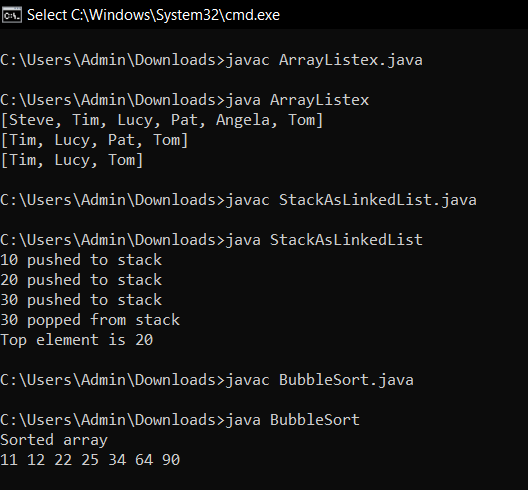 Select C:\Windows\System32\cmd.exe
C:\Users\Admin\Downloads>javac ArrayListex.java
C:\Users\Admin\Downloads>java ArrayListex
[Steve, Tim, Lucy, Pat, Angela, Tom]
[Tim, Lucy, Pat, Tom]
[Tim, Lucy, Tom]
C:\Users\Admin\Downloads>javac StackAsLinkedList.java
C:\Users\Admin\Downloads>java StackAsLinkedList
10 pushed to stack
20 pushed to stack
30 pushed to stack
30 popped from stack
Top element is 20
C:\Users\Admin\Downloads>javac BubbleSort.java
C:\Users\Admin\Downloads>java BubbleSort
Sorted array
11 12 22 25 34 64 90